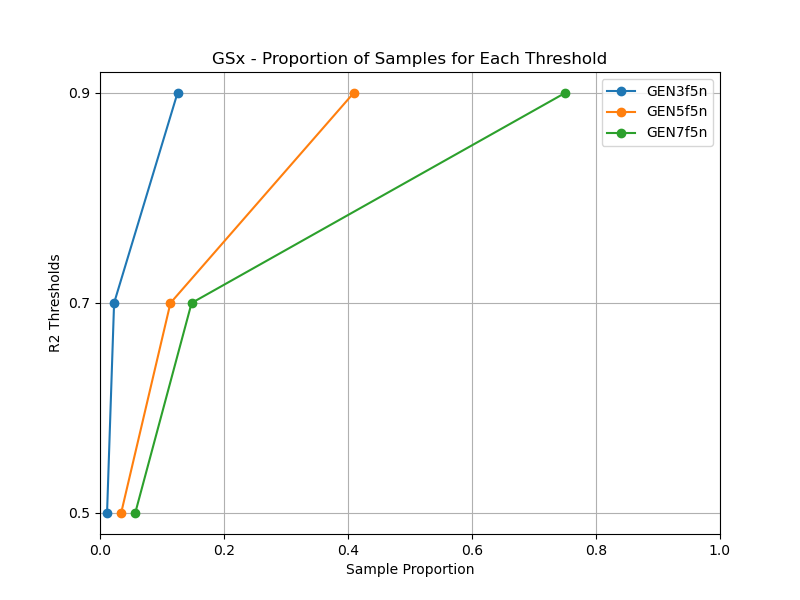 GSx - Proportion of Samples for Each Threshold
GEN3f5n
GEN5f5n
GEN7f5n
R2 Thresholds
0.9
0.7
0.5
0.0 0.2 0.4 0.6 0.8 1.0
Sample Proportion